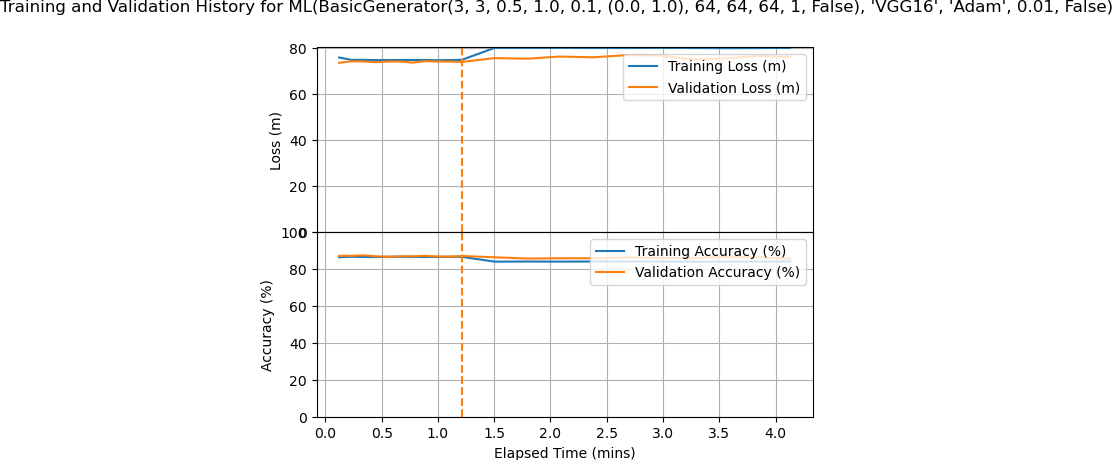 Training and Validation History for ML(BasicGenerator(3, 3, 0.5, 1.0, 0.1, (0.0, 1.0), 64, 64, 64, 1, False), 'VGG16', 'Adam', 0.01, False)
80
60
40
20
0
Loss (m)
Training Loss (m)
Validation Loss (m)
100
80
60
40
20
0
Accuracy (%)
Training Accuracy (%)
Validation Accuracy (%)
0.0 0.5 1.0 1.5 2.0 2.5 3.0 3.5 4.0
Elapsed Time (mins)